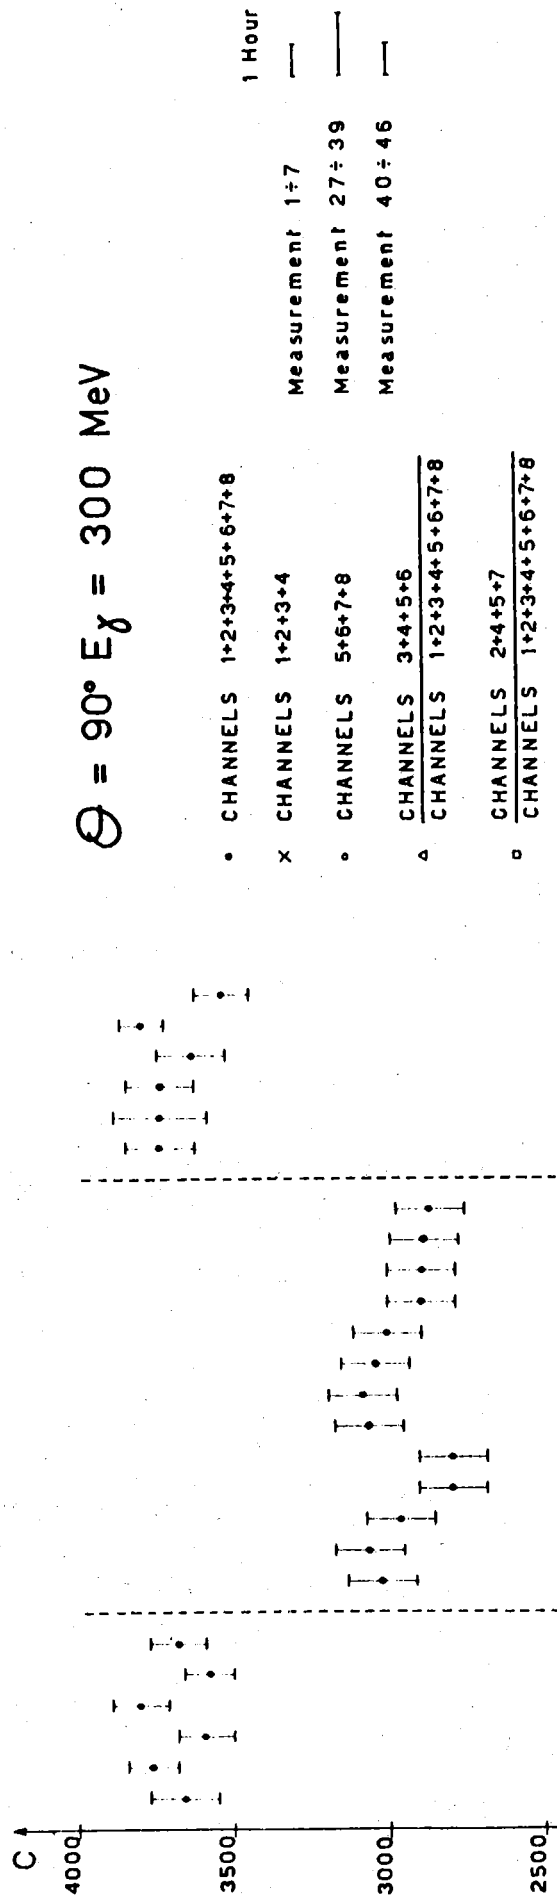 C
4000
3500
3000
2500
Θ = 90° Eγ = 300 MeV
• CHANNELS 1+2+3+4+5+6+7+8
x CHANNELS 1+2+3+4
o CHANNELS 5+6+7+8
△ CHANNELS 3+4+5+6
CHANNELS 1+2+3+4+5+6+7+8
□ CHANNELS 2+4+5+7
CHANNELS 1+2+3+4+5+6+7+8
1 Hour
Measurement 1÷7
Measurement 27÷39
Measurement 40÷46